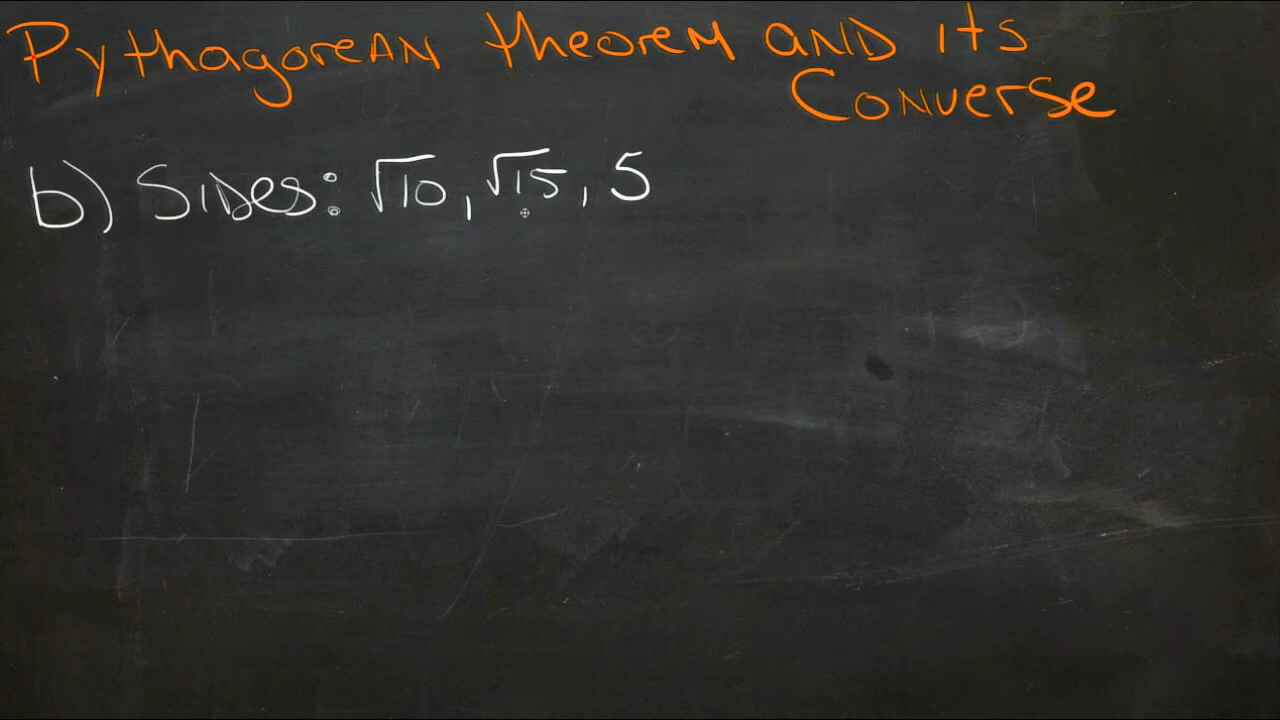 Pythagorean theorem and its
Converse
b) Sides: √10, √15, 5